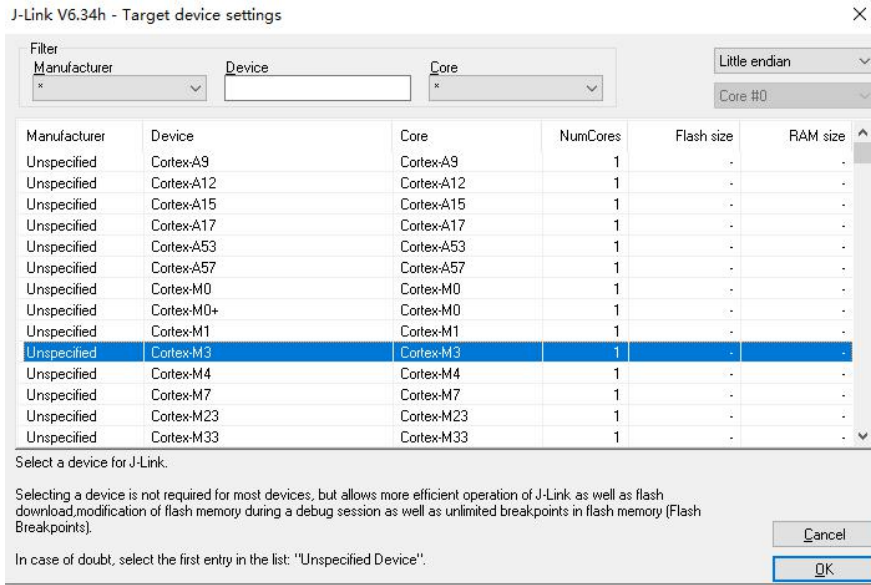 J-Link V6.34h - Target device settings
Filter
Manufacturer Device Core
* *
Little endian
Core #0
Manufacturer Device Core NumCores Flash size RAM size
Unspecified Cortex-A9 Cortex-A9 1 - -
Unspecified Cortex-A12 Cortex-A12 1 - -
Unspecified Cortex-A15 Cortex-A15 1 - -
Unspecified Cortex-A17 Cortex-A17 1 - -
Unspecified Cortex-A53 Cortex-A53 1 - -
Unspecified Cortex-A57 Cortex-A57 1 - -
Unspecified Cortex-M0 Cortex-M0 1 - -
Unspecified Cortex-M0+ Cortex-M0 1 - -
Unspecified Cortex-M1 Cortex-M1 1 - -
Unspecified Cortex-M3 Cortex-M3 1 - -
Unspecified Cortex-M4 Cortex-M4 1 - -
Unspecified Cortex-M7 Cortex-M7 1 - -
Unspecified Cortex-M23 Cortex-M23 1 - -
Unspecified Cortex-M33 Cortex-M33 1 - -
Select a device for J-Link.
Selecting a device is not required for most devices, but allows more efficient operation of J-Link as well as flash
download,modification of flash memory during a debug session as well as unlimited breakpoints in flash memory (Flash
Breakpoints).
In case of doubt, select the first entry in the list: "Unspecified Device".
Cancel
OK